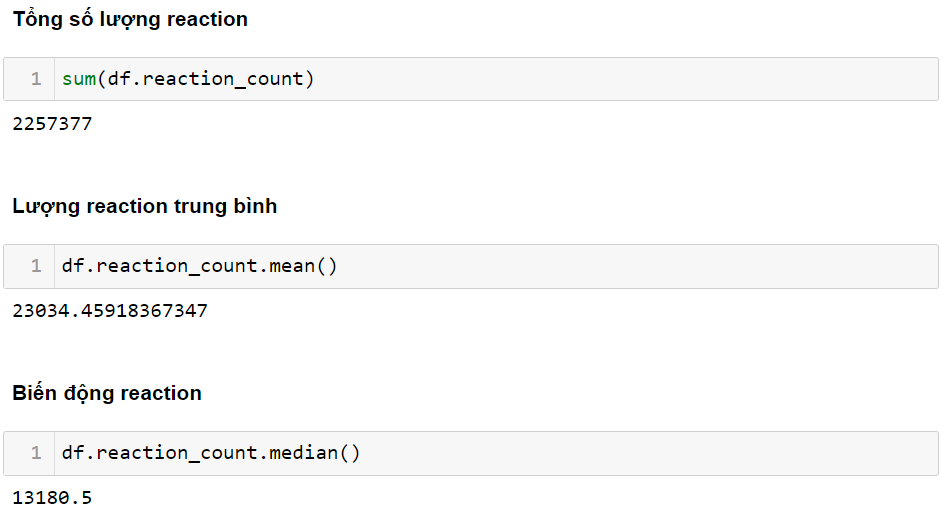 Tổng số lượng reaction
1 sum(df.reaction_count)
2257377
Lượng reaction trung bình
1 df.reaction_count.mean()
23034.45918367347
Biến động reaction
1 df.reaction_count.median()
13180.5